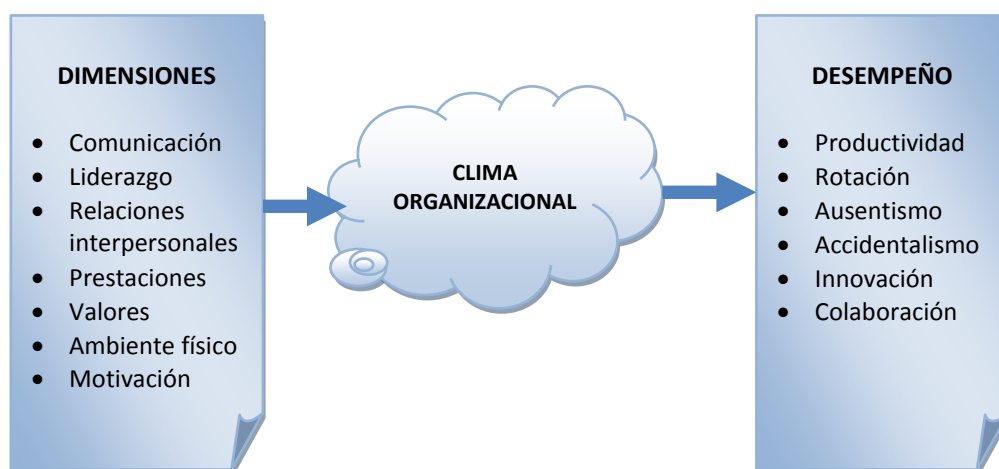 DIMENSIONES
• Comunicación
• Liderazgo
• Relaciones
interpersonales
• Prestaciones
• Valores
• Ambiente físico
• Motivación
CLIMA
ORGANIZACIONAL
DESEMPEÑO
• Productividad
• Rotación
• Ausentismo
• Accidentalismo
• Innovación
• Colaboración